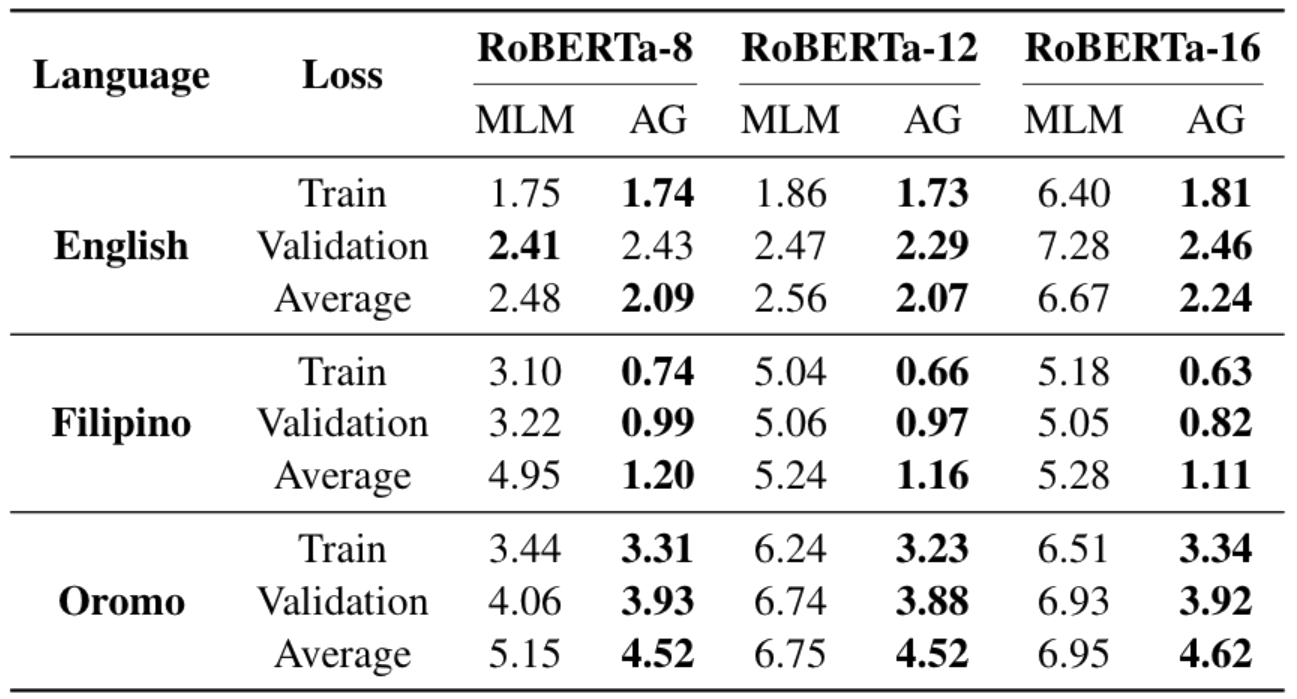 Language Loss RoBERTa-8 RoBERTa-12 RoBERTa-16
MLM AG MLM AG MLM AG
Train 1.75 1.74 1.86 1.73 6.40 1.81
English Validation 2.41 2.43 2.47 2.29 7.28 2.46
Average 2.48 2.09 2.56 2.07 6.67 2.24
Train 3.10 0.74 5.04 0.66 5.18 0.63
Filipino Validation 3.22 0.99 5.06 0.97 5.05 0.82
Average 4.95 1.20 5.24 1.16 5.28 1.11
Train 3.44 3.31 6.24 3.23 6.51 3.34
Oromo Validation 4.06 3.93 6.74 3.88 6.93 3.92
Average 5.15 4.52 6.75 4.52 6.95 4.62